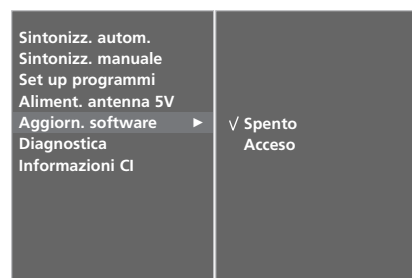 Sintonizz. autom.
Sintonizz. manuale
Set up programmi
Aliment. antenna 5V
Aggiorn. software ►
Diagnostica
Informazioni CI
√ Spento
Acceso